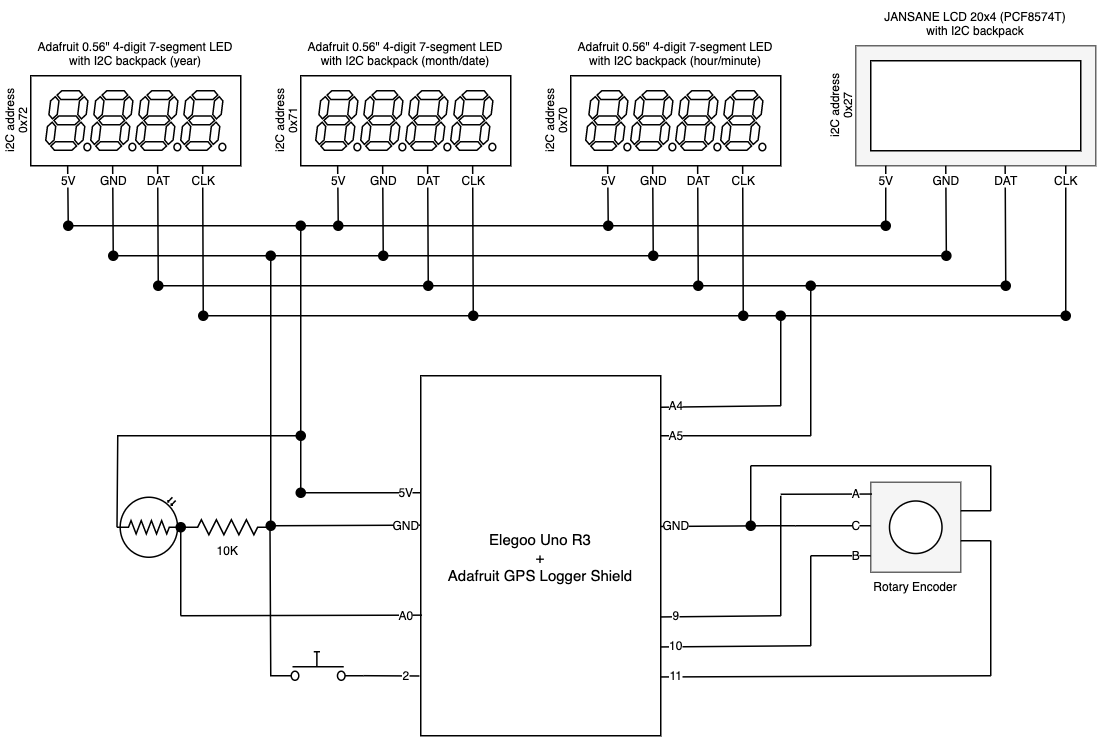 JANSANE LCD 20x4 (PCF8574T)
with I2C backpack
Adafruit 0.56" 4-digit 7-segment LED
with I2C backpack (year)
Adafruit 0.56" 4-digit 7-segment LED
with I2C backpack (month/date)
Adafruit 0.56" 4-digit 7-segment LED
with I2C backpack (hour/minute)
i2C address
0x72
i2C address
0x71
i2C address
0x70
i2C address
0x27
5V GND DAT CLK
5V GND DAT CLK
5V GND DAT CLK
5V GND DAT CLK
A4
A5
5V
GND
A0
2
10K
Elegoo Uno R3
+
Adafruit GPS Logger Shield
GND
9
10
11
A
C
B
Rotary Encoder